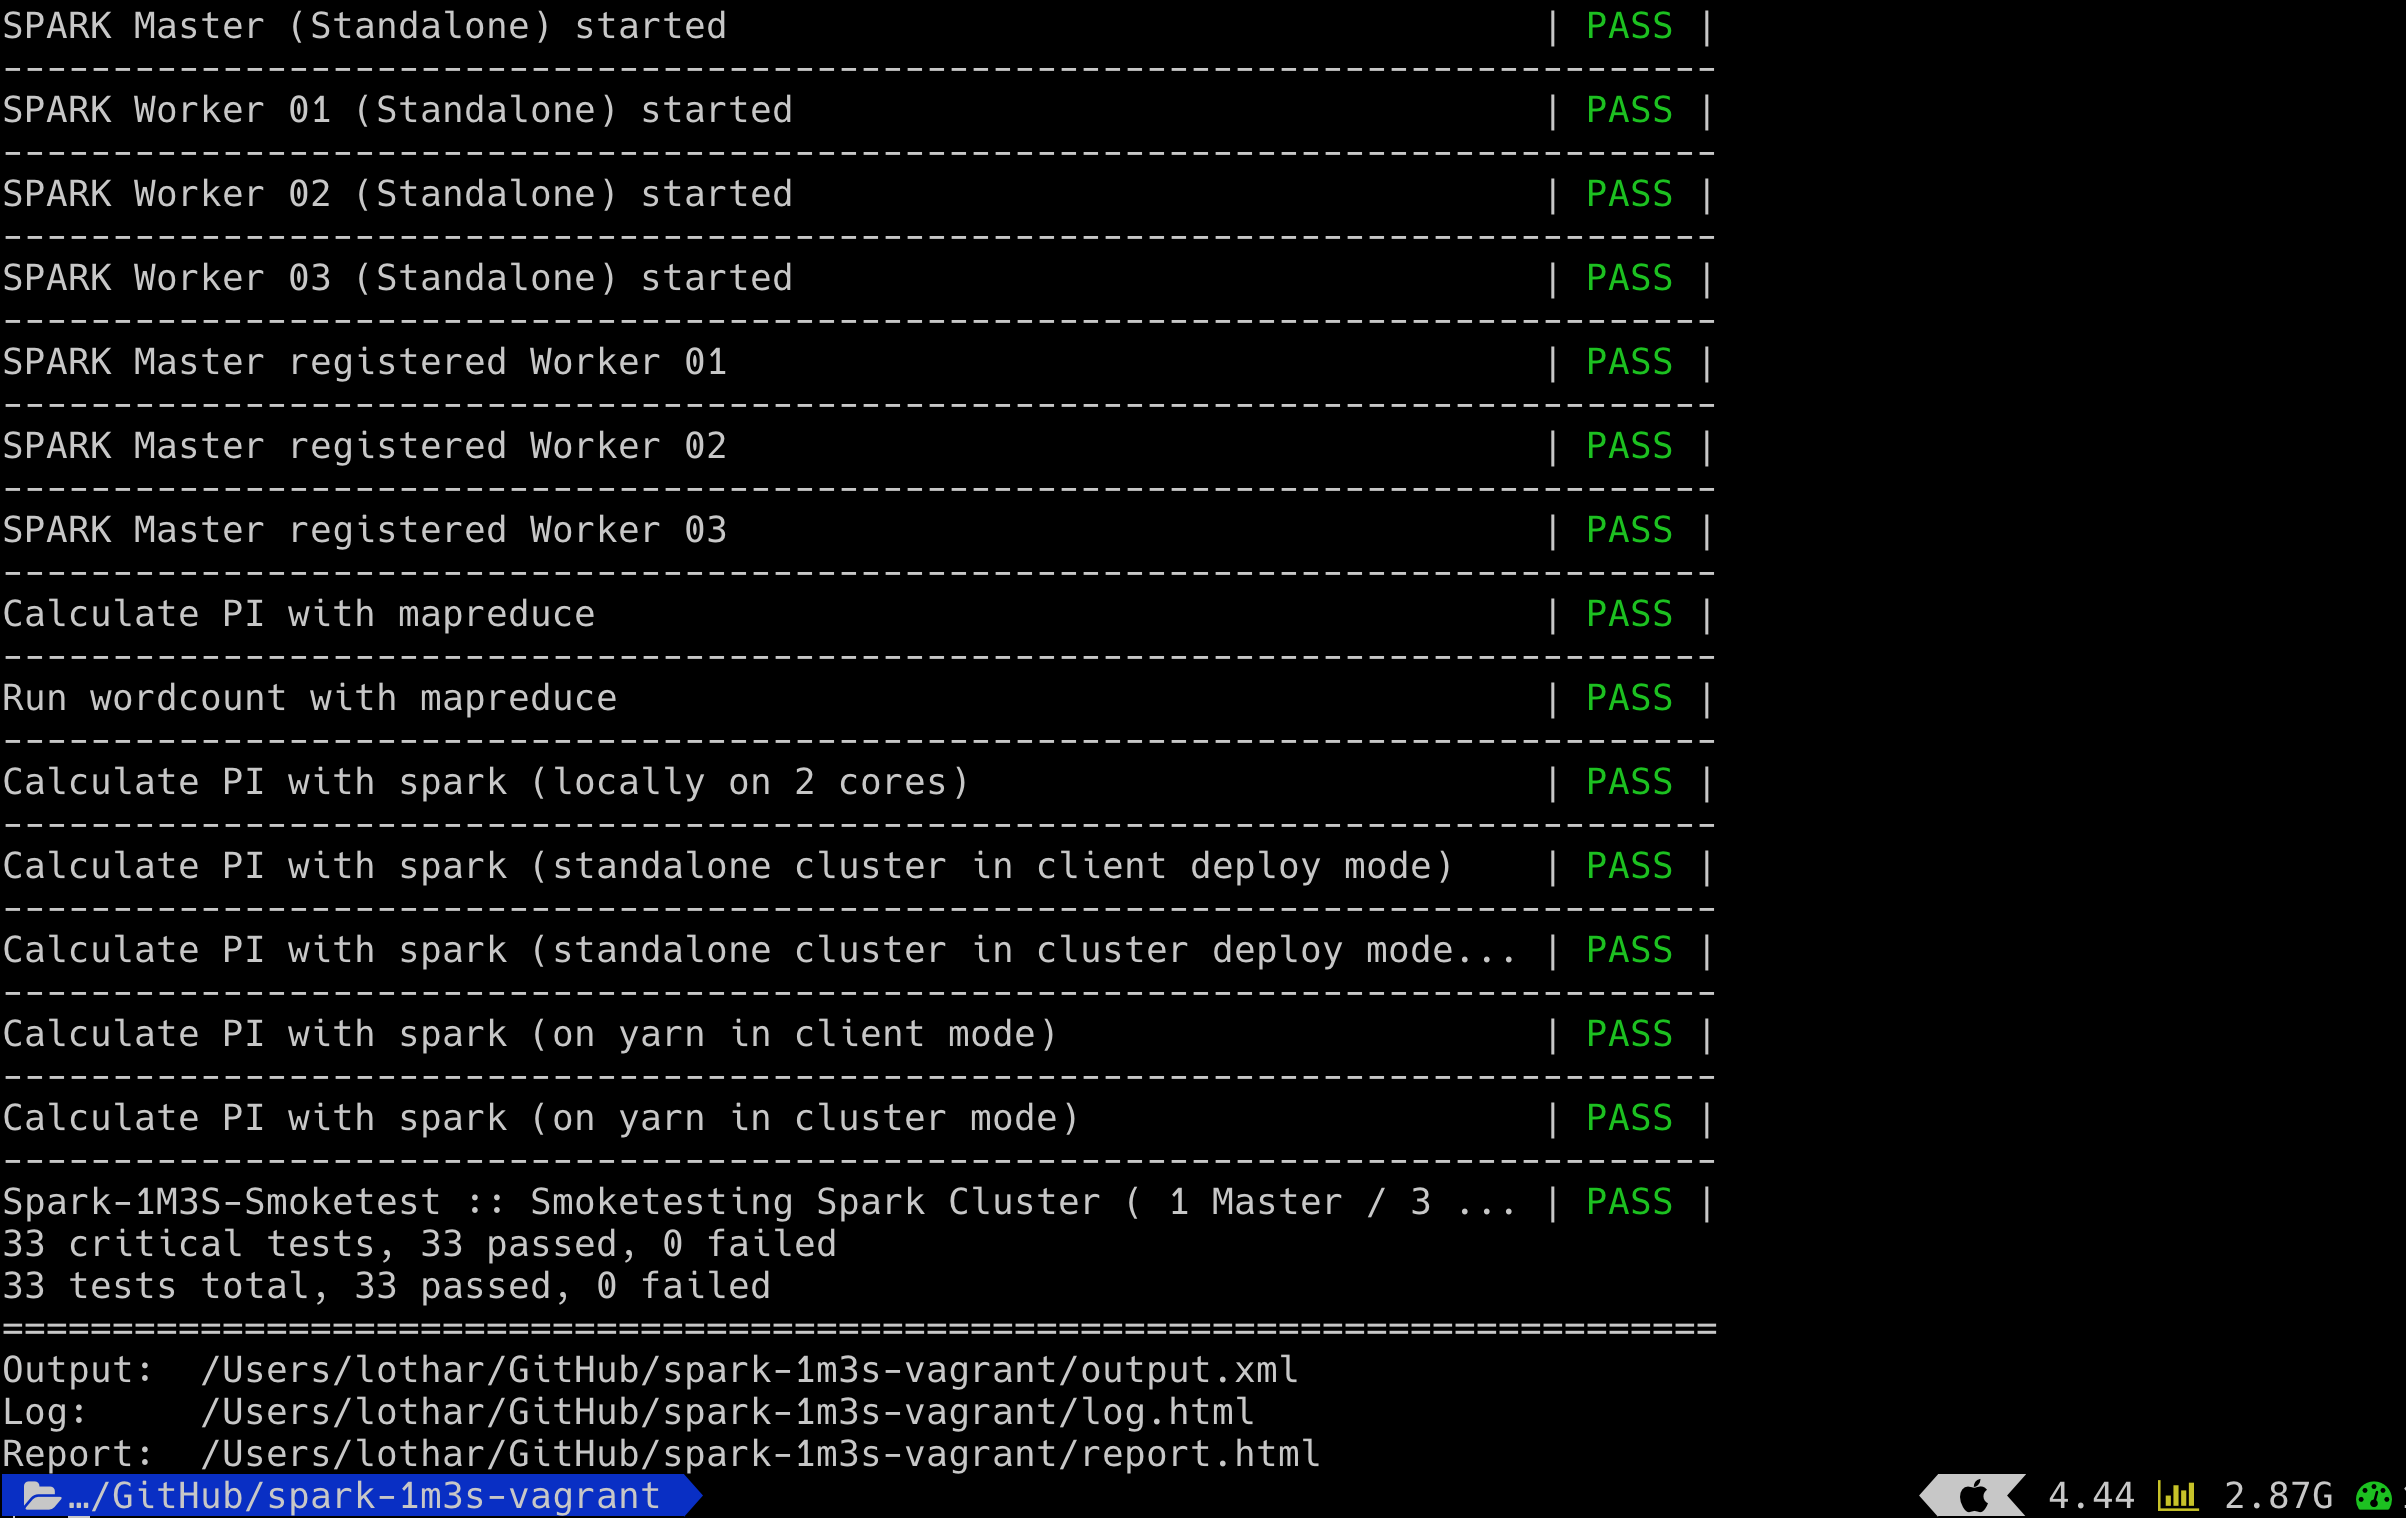 SPARK Master (Standalone) started | PASS |
------------------------------------------------------------------------------
SPARK Worker 01 (Standalone) started | PASS |
------------------------------------------------------------------------------
SPARK Worker 02 (Standalone) started | PASS |
------------------------------------------------------------------------------
SPARK Worker 03 (Standalone) started | PASS |
------------------------------------------------------------------------------
SPARK Master registered Worker 01 | PASS |
------------------------------------------------------------------------------
SPARK Master registered Worker 02 | PASS |
------------------------------------------------------------------------------
SPARK Master registered Worker 03 | PASS |
------------------------------------------------------------------------------
Calculate PI with mapreduce | PASS |
------------------------------------------------------------------------------
Run wordcount with mapreduce | PASS |
------------------------------------------------------------------------------
Calculate PI with spark (locally on 2 cores) | PASS |
------------------------------------------------------------------------------
Calculate PI with spark (standalone cluster in client deploy mode) | PASS |
------------------------------------------------------------------------------
Calculate PI with spark (standalone cluster in cluster deploy mode... | PASS |
------------------------------------------------------------------------------
Calculate PI with spark (on yarn in client mode) | PASS |
------------------------------------------------------------------------------
Calculate PI with spark (on yarn in cluster mode) | PASS |
------------------------------------------------------------------------------
Spark-1M3S-Smoketest :: Smoketesting Spark Cluster ( 1 Master / 3 ... | PASS |
33 critical tests, 33 passed, 0 failed
33 tests total, 33 passed, 0 failed
==============================================================================
Output:  /Users/lothar/GitHub/spark-1m3s-vagrant/output.xml
Log:     /Users/lothar/GitHub/spark-1m3s-vagrant/log.html
Report:  /Users/lothar/GitHub/spark-1m3s-vagrant/report.html
…/GitHub/spark-1m3s-vagrant 4.44 2.87G